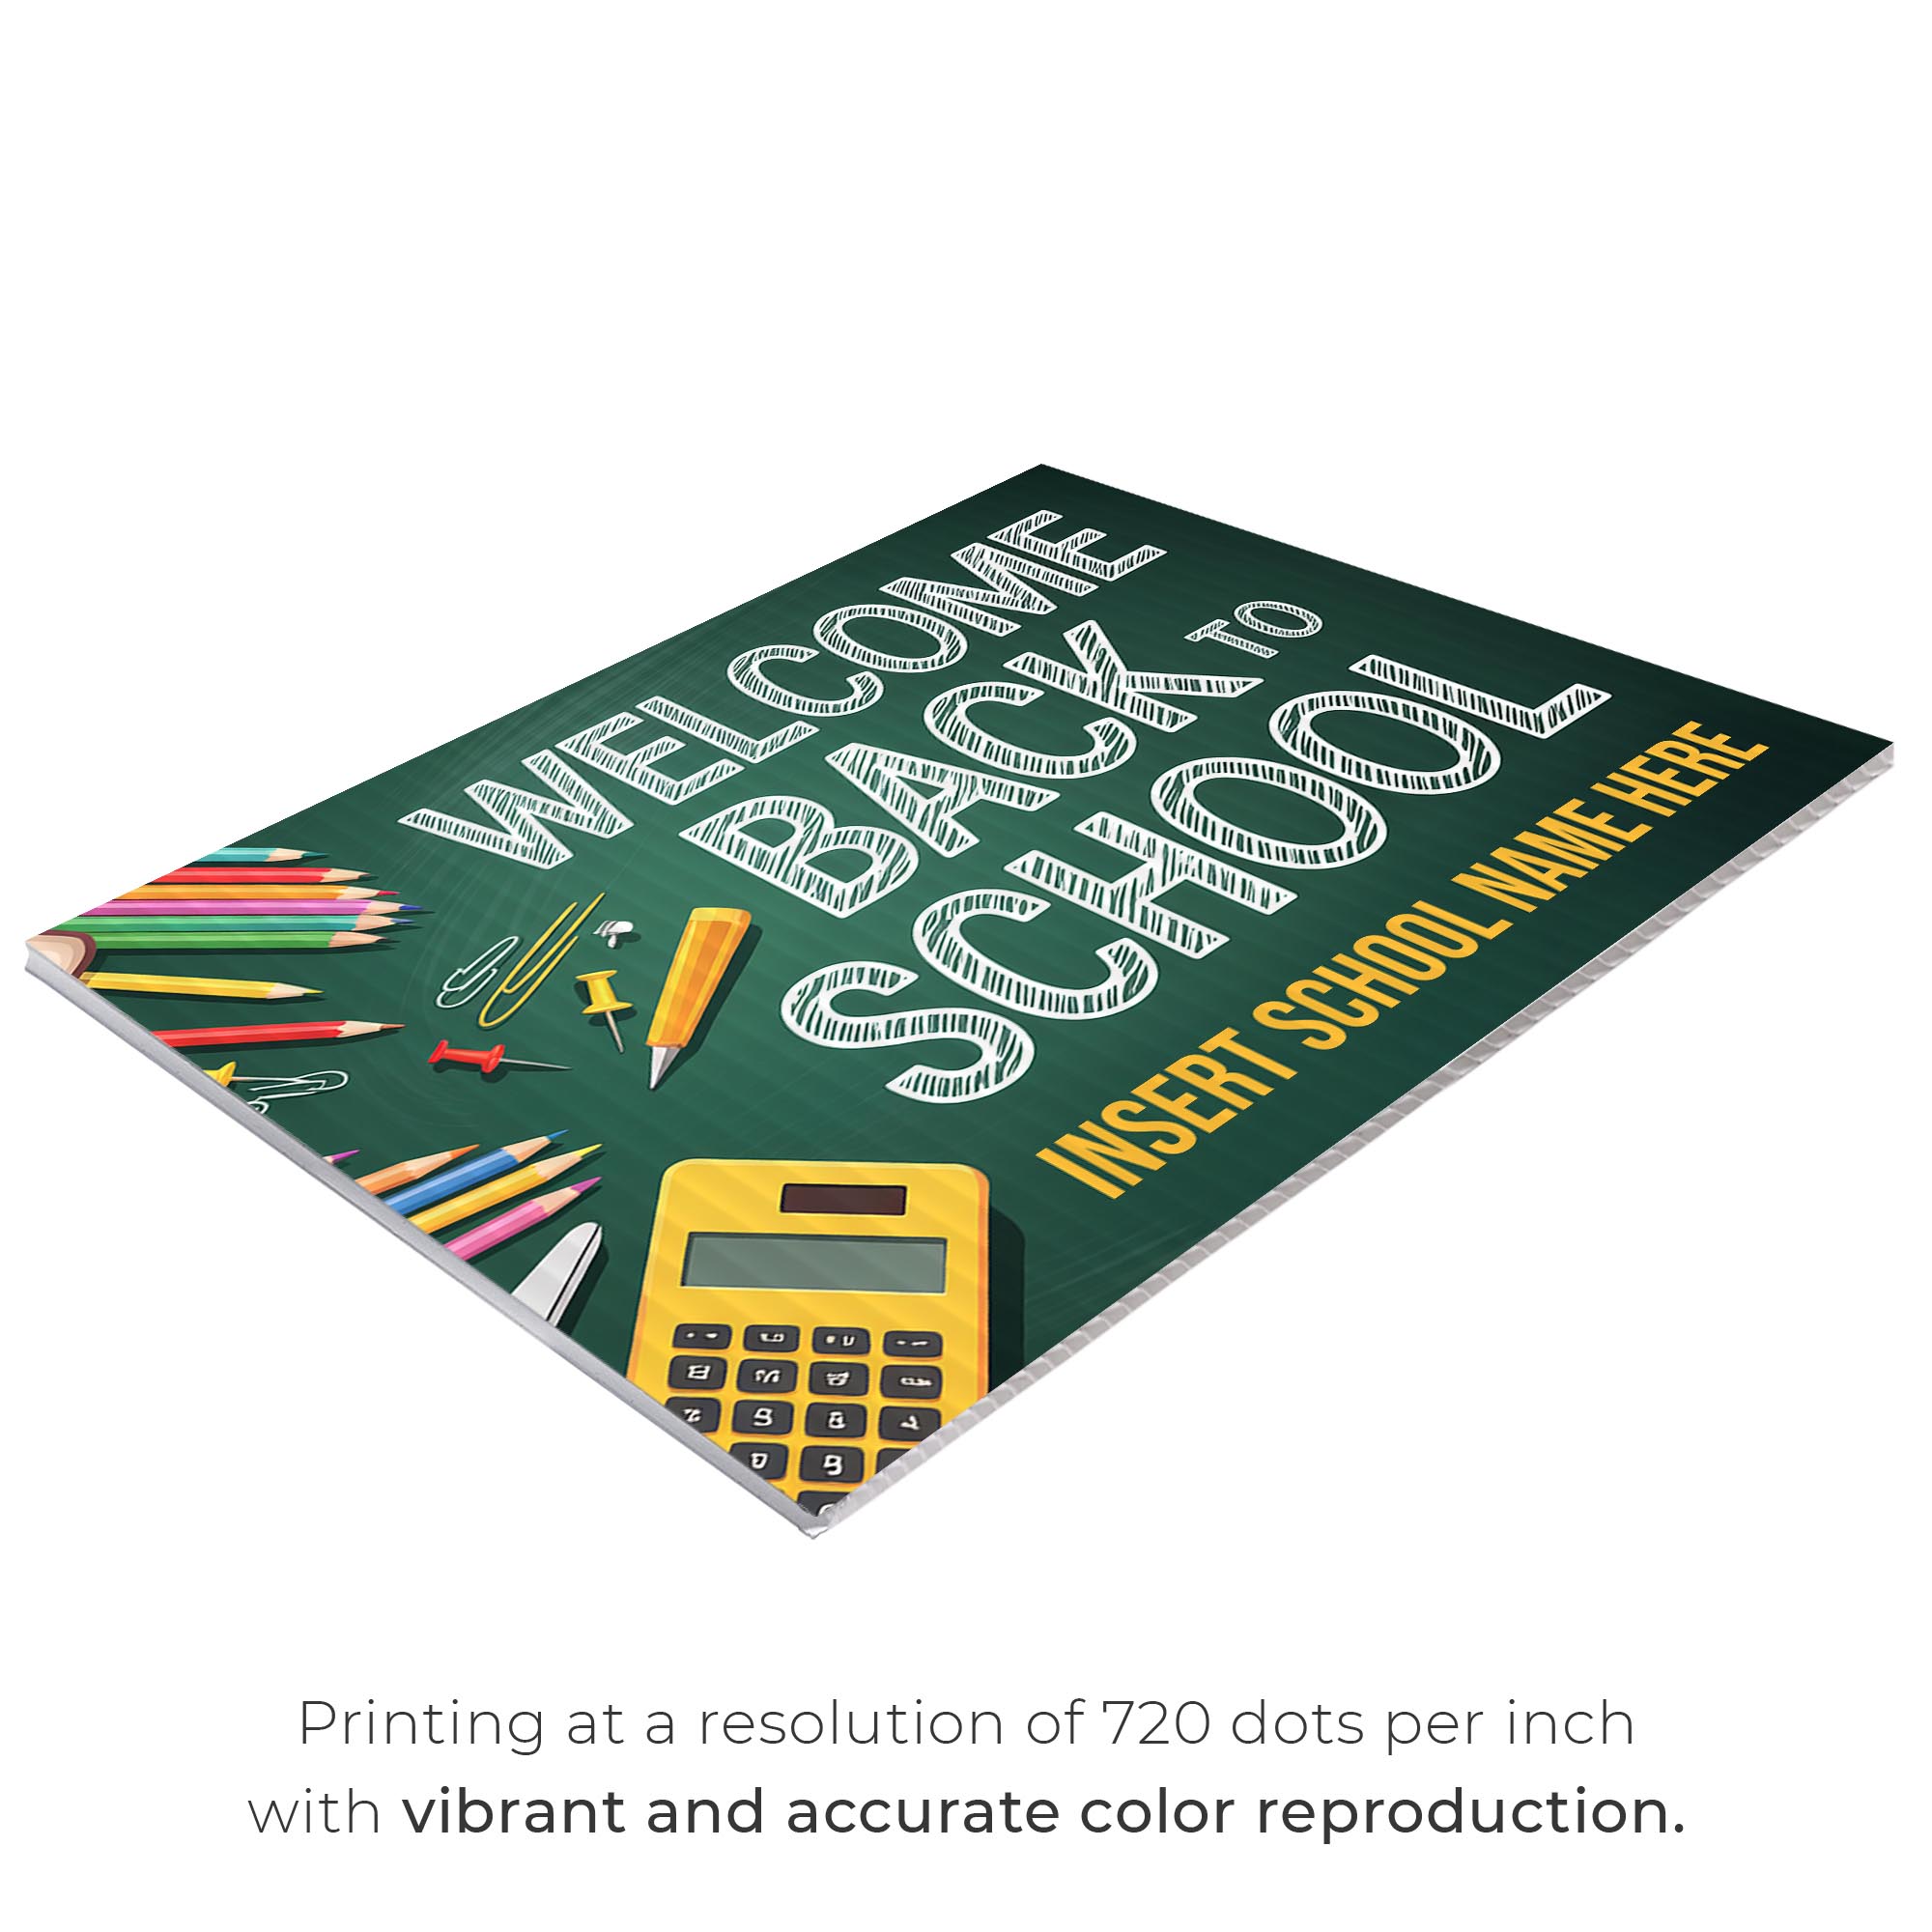 WELCOME
BACK TO
SCHOOL
INSERT SCHOOL NAME HERE
Printing at a resolution of 720 dots per inch
with vibrant and accurate color reproduction.